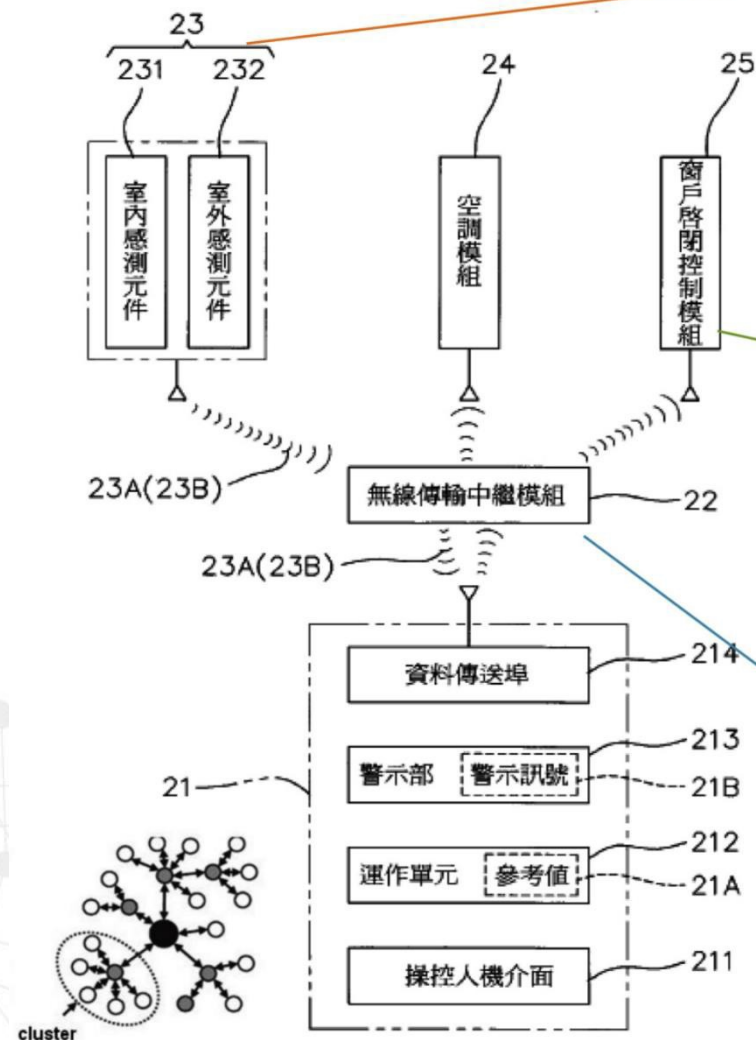 23
231
232
24
25
室內感測元件
室外感測元件
空調模組
窗戶啓閉控制模組
23A(23B)
無線傳輸中繼模組
22
23A(23B)
資料傳送埠
214
213
警示部
警示訊號
21
21B
212
運作單元
參考值
21A
操控人機介面
211
cluster